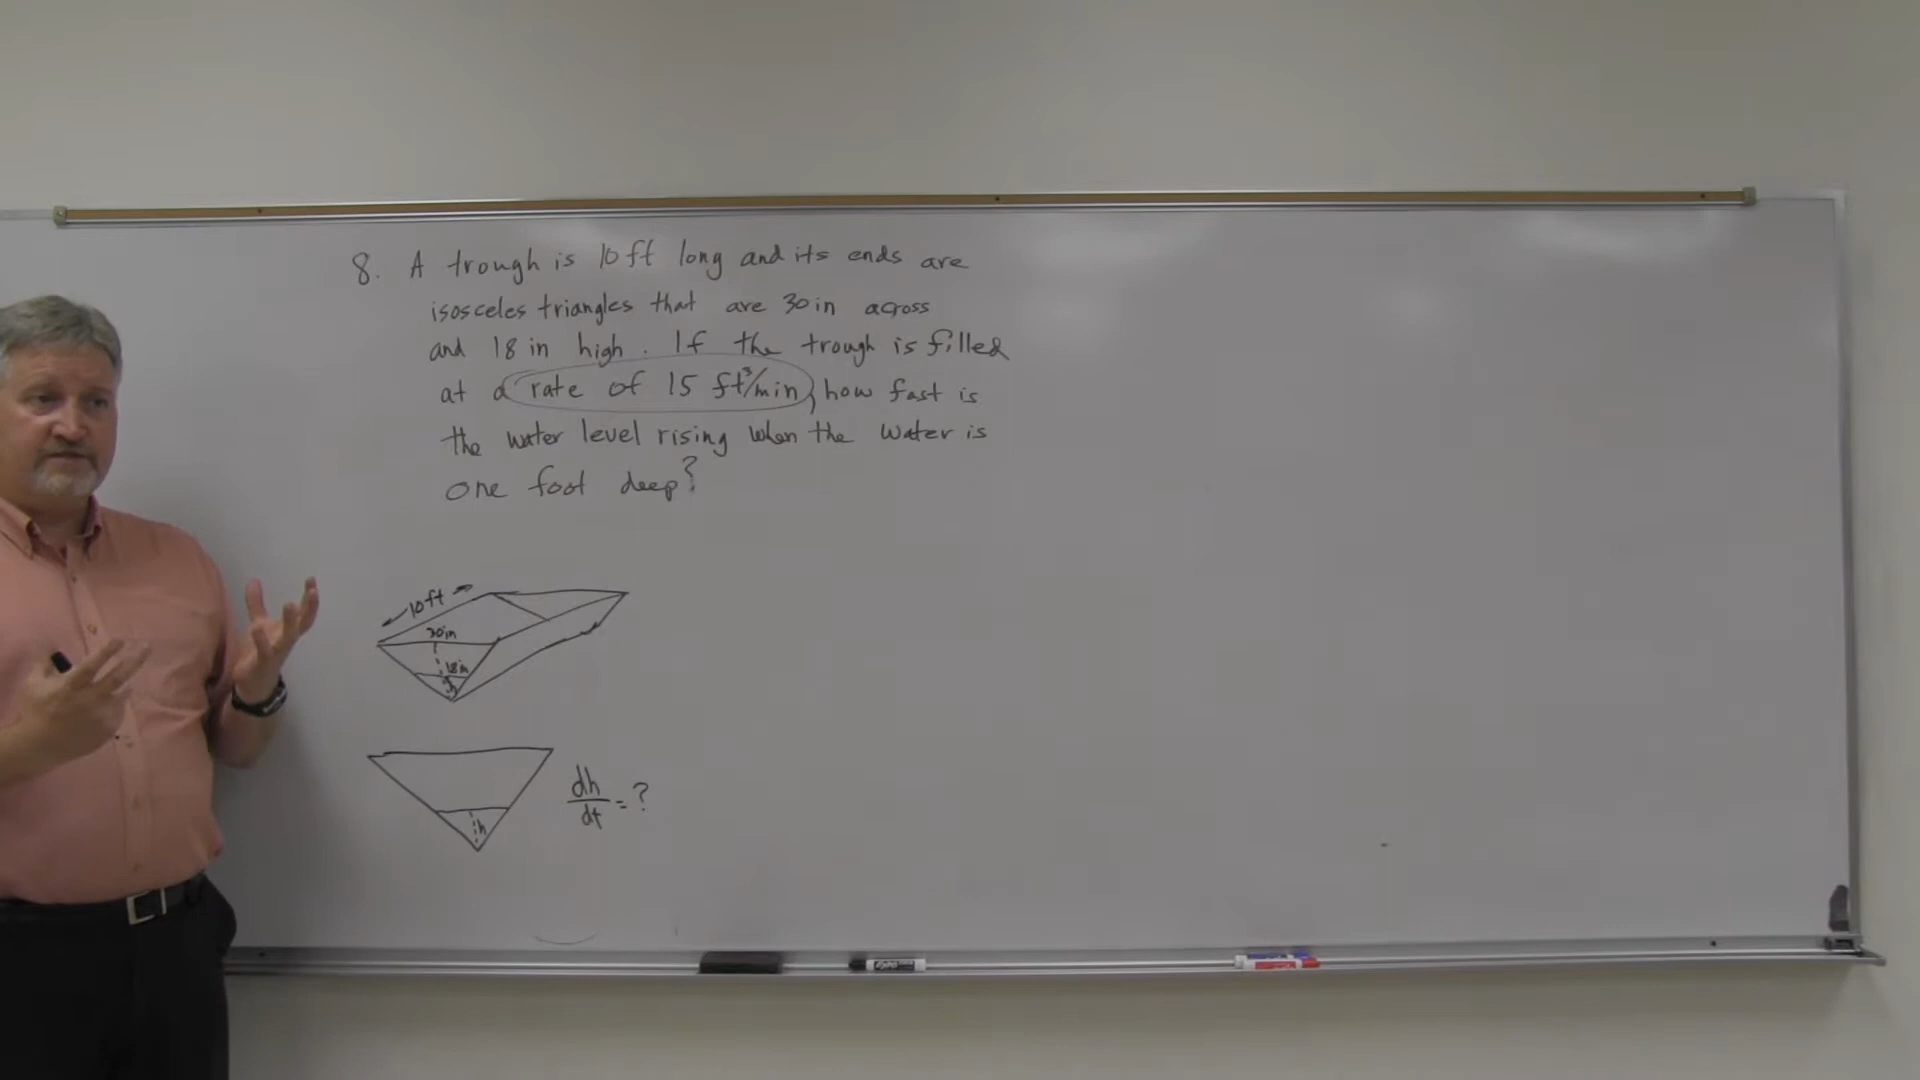 8. A trough is 10 ft long and its ends are
isosceles triangles that are 30 in across
and 18 in high. If the trough is filled
at a rate of 15 ft³/min, how fast is
the water level rising when the water is
one foot deep?
10 ft
30 in
18 in
h
h
dh/dt = ?